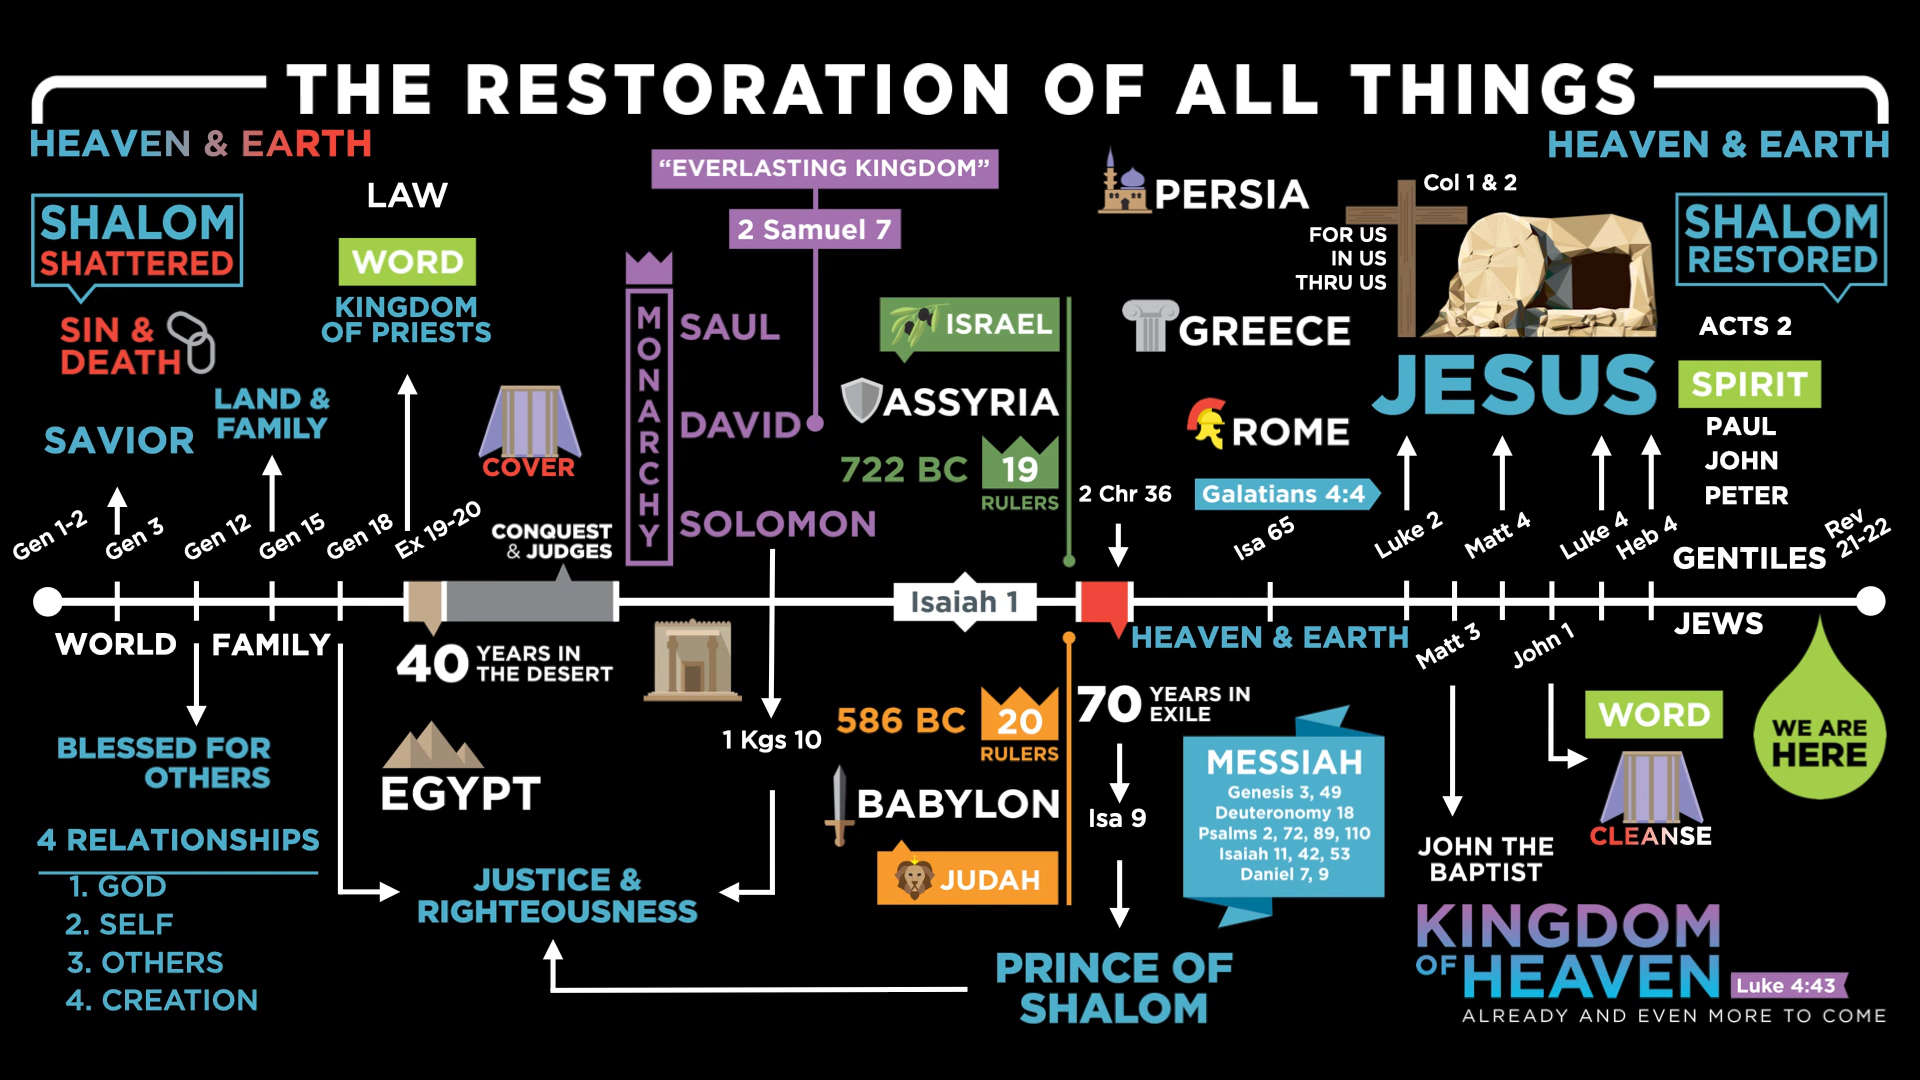 THE RESTORATION OF ALL THINGS
HEAVEN & EARTH
SHALOM
SHATTERED
SIN &
DEATH
SAVIOR
LAND &
FAMILY
LAW
WORD
KINGDOM
OF PRIESTS
COVER
CONQUEST
& JUDGES
"EVERLASTING KINGDOM"
2 Samuel 7
MONARCHY
SAUL
DAVID
SOLOMON
ISRAEL
ASSYRIA
722 BC
19
RULERS
PERSIA
GREECE
ROME
2 Chr 36
Galatians 4:4
Col 1 & 2
FOR US
IN US
THRU US
JESUS
HEAVEN & EARTH
SHALOM
RESTORED
ACTS 2
SPIRIT
PAUL
JOHN
PETER
GENTILES
JEWS
Gen 1-2
Gen 3
Gen 12
Gen 15
Gen 18
Ex 19-20
Isaiah 1
Isa 65
Luke 2
Matt 4
Luke 4
Heb 4
Rev
21-22
WORLD
FAMILY
BLESSED FOR
OTHERS
4 RELATIONSHIPS
1. GOD
2. SELF
3. OTHERS
4. CREATION
40 YEARS IN
THE DESERT
EGYPT
JUSTICE &
RIGHTEOUSNESS
1 Kgs 10
586 BC
20
RULERS
BABYLON
JUDAH
HEAVEN & EARTH
70 YEARS IN
EXILE
Isa 9
PRINCE OF
SHALOM
MESSIAH
Genesis 3, 49
Deuteronomy 18
Psalms 2, 72, 89, 110
Isaiah 11, 42, 53
Daniel 7, 9
Matt 3
John 1
JOHN THE
BAPTIST
WORD
CLEANSE
WE ARE
HERE
KINGDOM
OF HEAVEN
Luke 4:43
ALREADY AND EVEN MORE TO COME